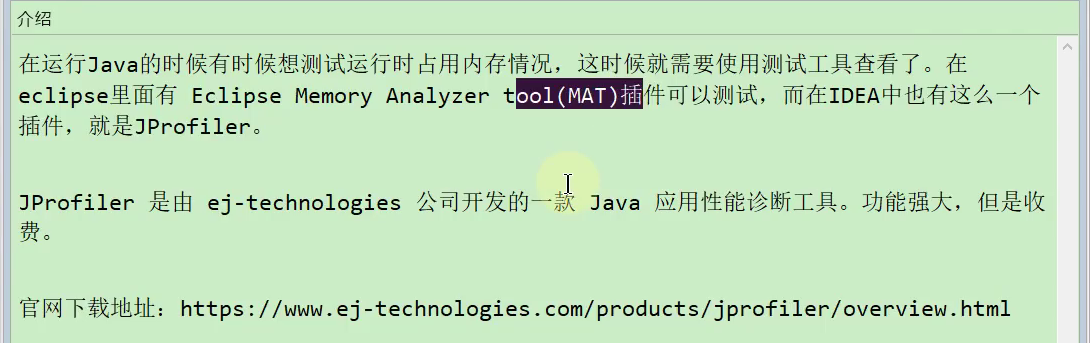 介绍
在运行Java的时候有时候想测试运行时占用内存情况，这时候就需要使用测试工具查看了。在
eclipse里面有 Eclipse Memory Analyzer tool(MAT)插件可以测试，而在IDEA中也有这么一个
插件，就是JProfiler。
JProfiler 是由 ej-technologies 公司开发的一款 Java 应用性能诊断工具。功能强大，但是收
费。
官网下载地址：https://www.ej-technologies.com/products/jprofiler/overview.html